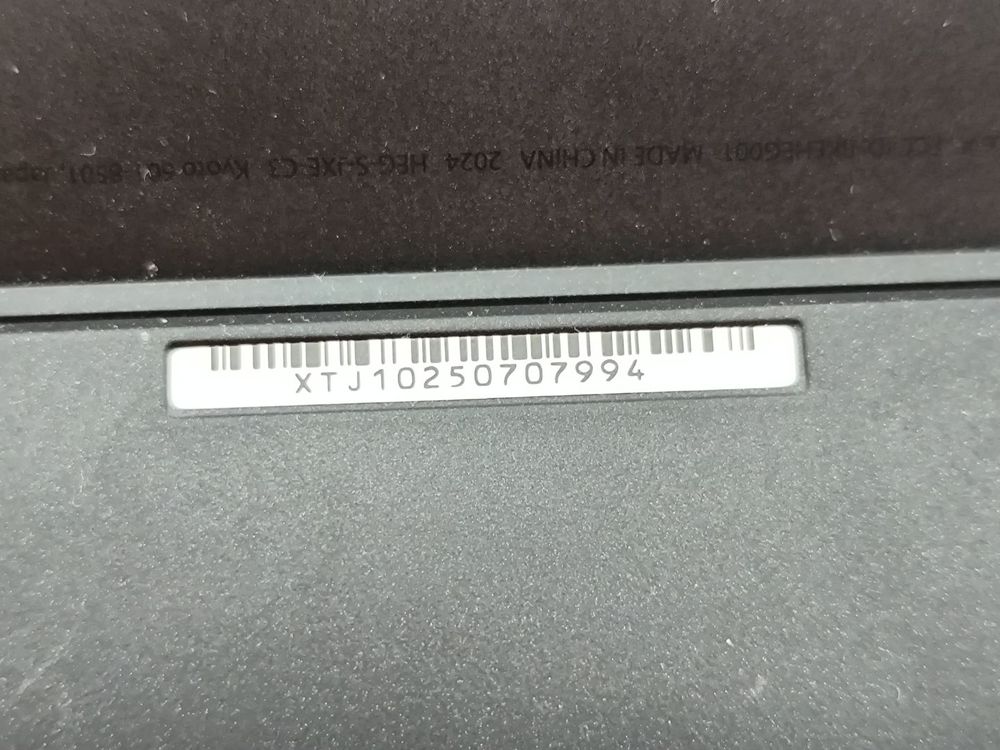 MADE IN CHINA 2024 HEG-S-JXE-C3 Kyoto
XTJ10250707994